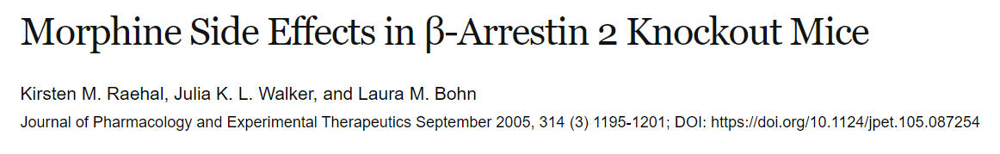 Morphine Side Effects in β-Arrestin 2 Knockout Mice
Kirsten M. Raehal, Julia K. L. Walker, and Laura M. Bohn
Journal of Pharmacology and Experimental Therapeutics September 2005, 314 (3) 1195-1201; DOI: https://doi.org/10.1124/jpet.105.087254